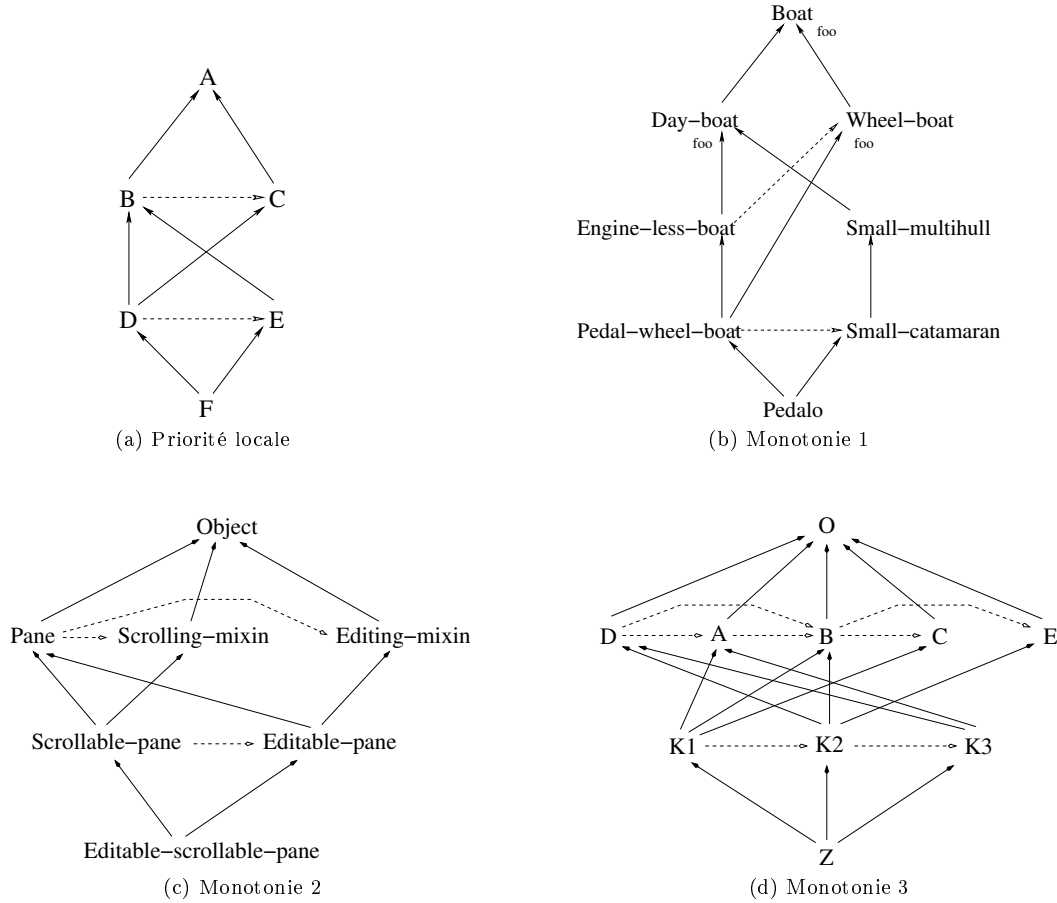 A
B
C
D
E
F
(a) Priorité locale
Boat
foo
Day-boat
foo
Wheel-boat
foo
Engine-less-boat
Small-multihull
Pedal-wheel-boat
Small-catamaran
Pedalo
(b) Monotonie 1
Object
Pane
Scrolling-mixin
Editing-mixin
Scrollable-pane
Editable-pane
Editable-scrollable-pane
(c) Monotonie 2
O
D
A
B
C
E
K1
K2
K3
Z
(d) Monotonie 3